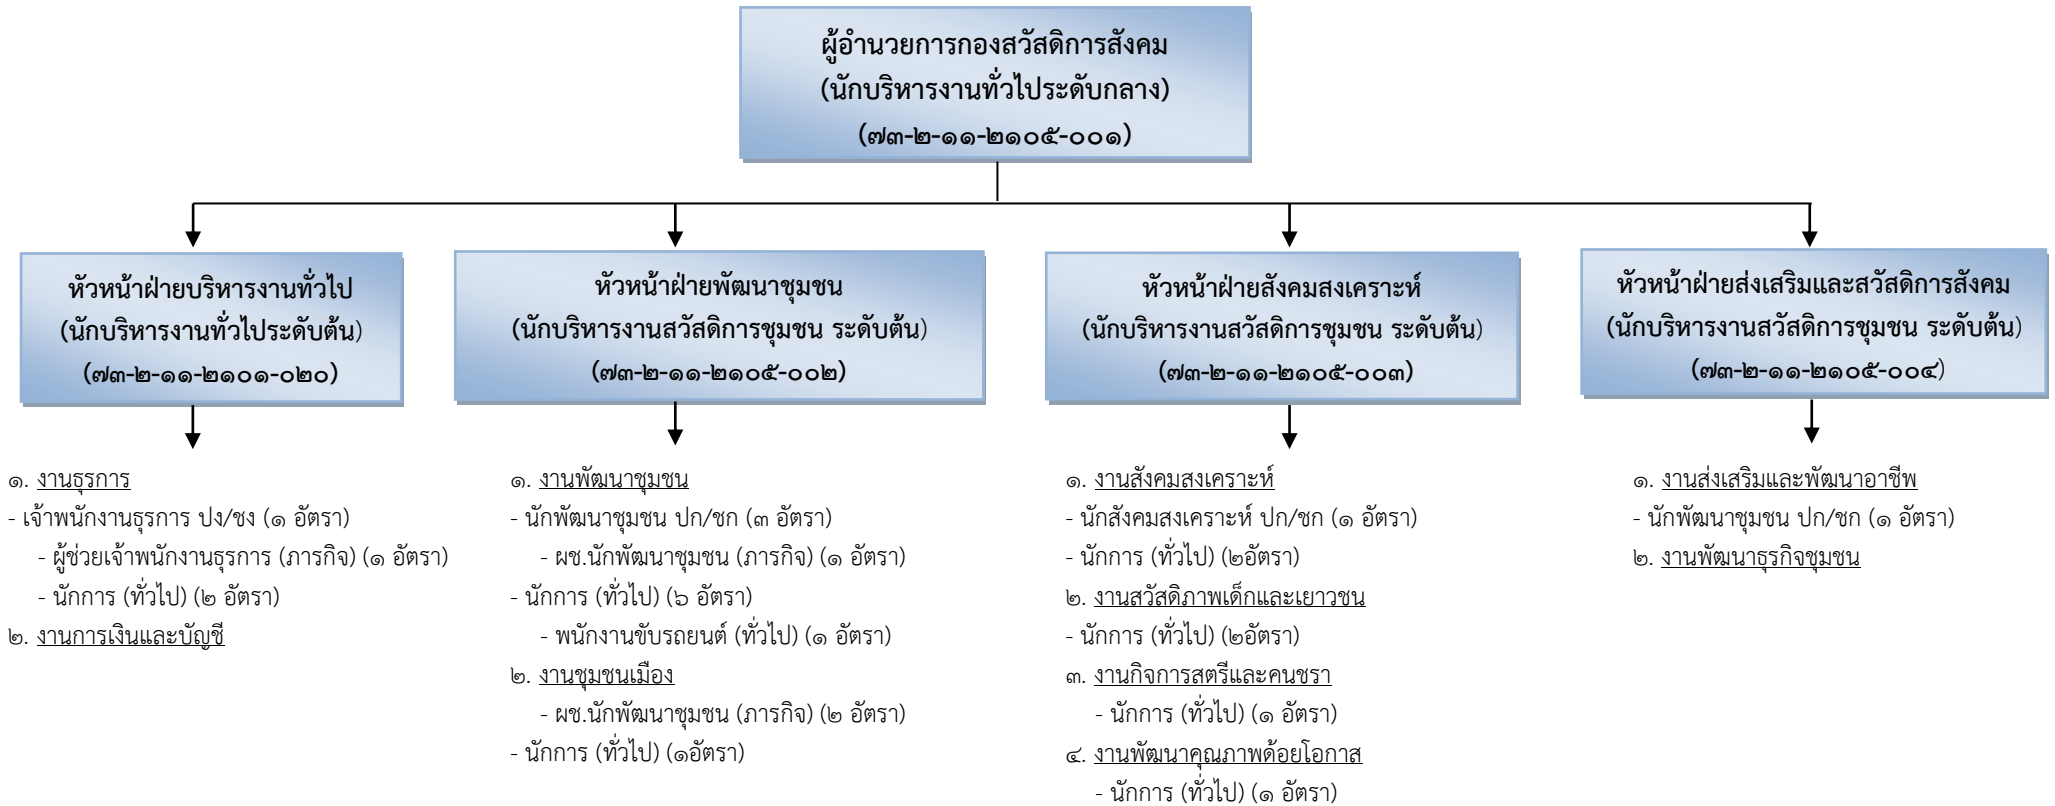 ผู้อำนวยการกองสวัสดิการสังคม
(นักบริหารงานทั่วไประดับกลาง)
(๗๓-๒-๑๑-๒๑๐๕-๐๐๑)
หัวหน้าฝ่ายบริหารงานทั่วไป
(นักบริหารงานทั่วไประดับต้น)
(๗๓-๒-๑๑-๒๑๐๑-๐๒๐)
๑. งานธุรการ
- เจ้าพนักงานธุรการ ปง/ชง (๑ อัตรา)
- ผู้ช่วยเจ้าพนักงานธุรการ (ภารกิจ) (๑ อัตรา)
- นักการ (ทั่วไป) (๒ อัตรา)
๒. งานการเงินและบัญชี
หัวหน้าฝ่ายพัฒนาชุมชน
(นักบริหารงานสวัสดิการชุมชน ระดับต้น)
(๗๓-๒-๑๑-๒๑๐๕-๐๐๒)
๑. งานพัฒนาชุมชน
- นักพัฒนาชุมชน ปก/ชก (๓ อัตรา)
- ผช.นักพัฒนาชุมชน (ภารกิจ) (๑ อัตรา)
- นักการ (ทั่วไป) (๖ อัตรา)
- พนักงานขับรถยนต์ (ทั่วไป) (๑ อัตรา)
๒. งานชุมชนเมือง
- ผช.นักพัฒนาชุมชน (ภารกิจ) (๒ อัตรา)
- นักการ (ทั่วไป) (๑อัตรา)
หัวหน้าฝ่ายสังคมสงเคราะห์
(นักบริหารงานสวัสดิการชุมชน ระดับต้น)
(๗๓-๒-๑๑-๒๑๐๕-๐๐๓)
๑. งานสังคมสงเคราะห์
- นักสังคมสงเคราะห์ ปก/ชก (๑ อัตรา)
- นักการ (ทั่วไป) (๒อัตรา)
๒. งานสวัสดิภาพเด็กและเยาวชน
- นักการ (ทั่วไป) (๒อัตรา)
๓. งานกิจการสตรีและคนชรา
- นักการ (ทั่วไป) (๑ อัตรา)
๔. งานพัฒนาคุณภาพด้อยโอกาส
- นักการ (ทั่วไป) (๑ อัตรา)
หัวหน้าฝ่ายส่งเสริมและสวัสดิการสังคม
(นักบริหารงานสวัสดิการชุมชน ระดับต้น)
(๗๓-๒-๑๑-๒๑๐๕-๐๐๔)
๑. งานส่งเสริมและพัฒนาอาชีพ
- นักพัฒนาชุมชน ปก/ชก (๑ อัตรา)
๒. งานพัฒนาธุรกิจชุมชน